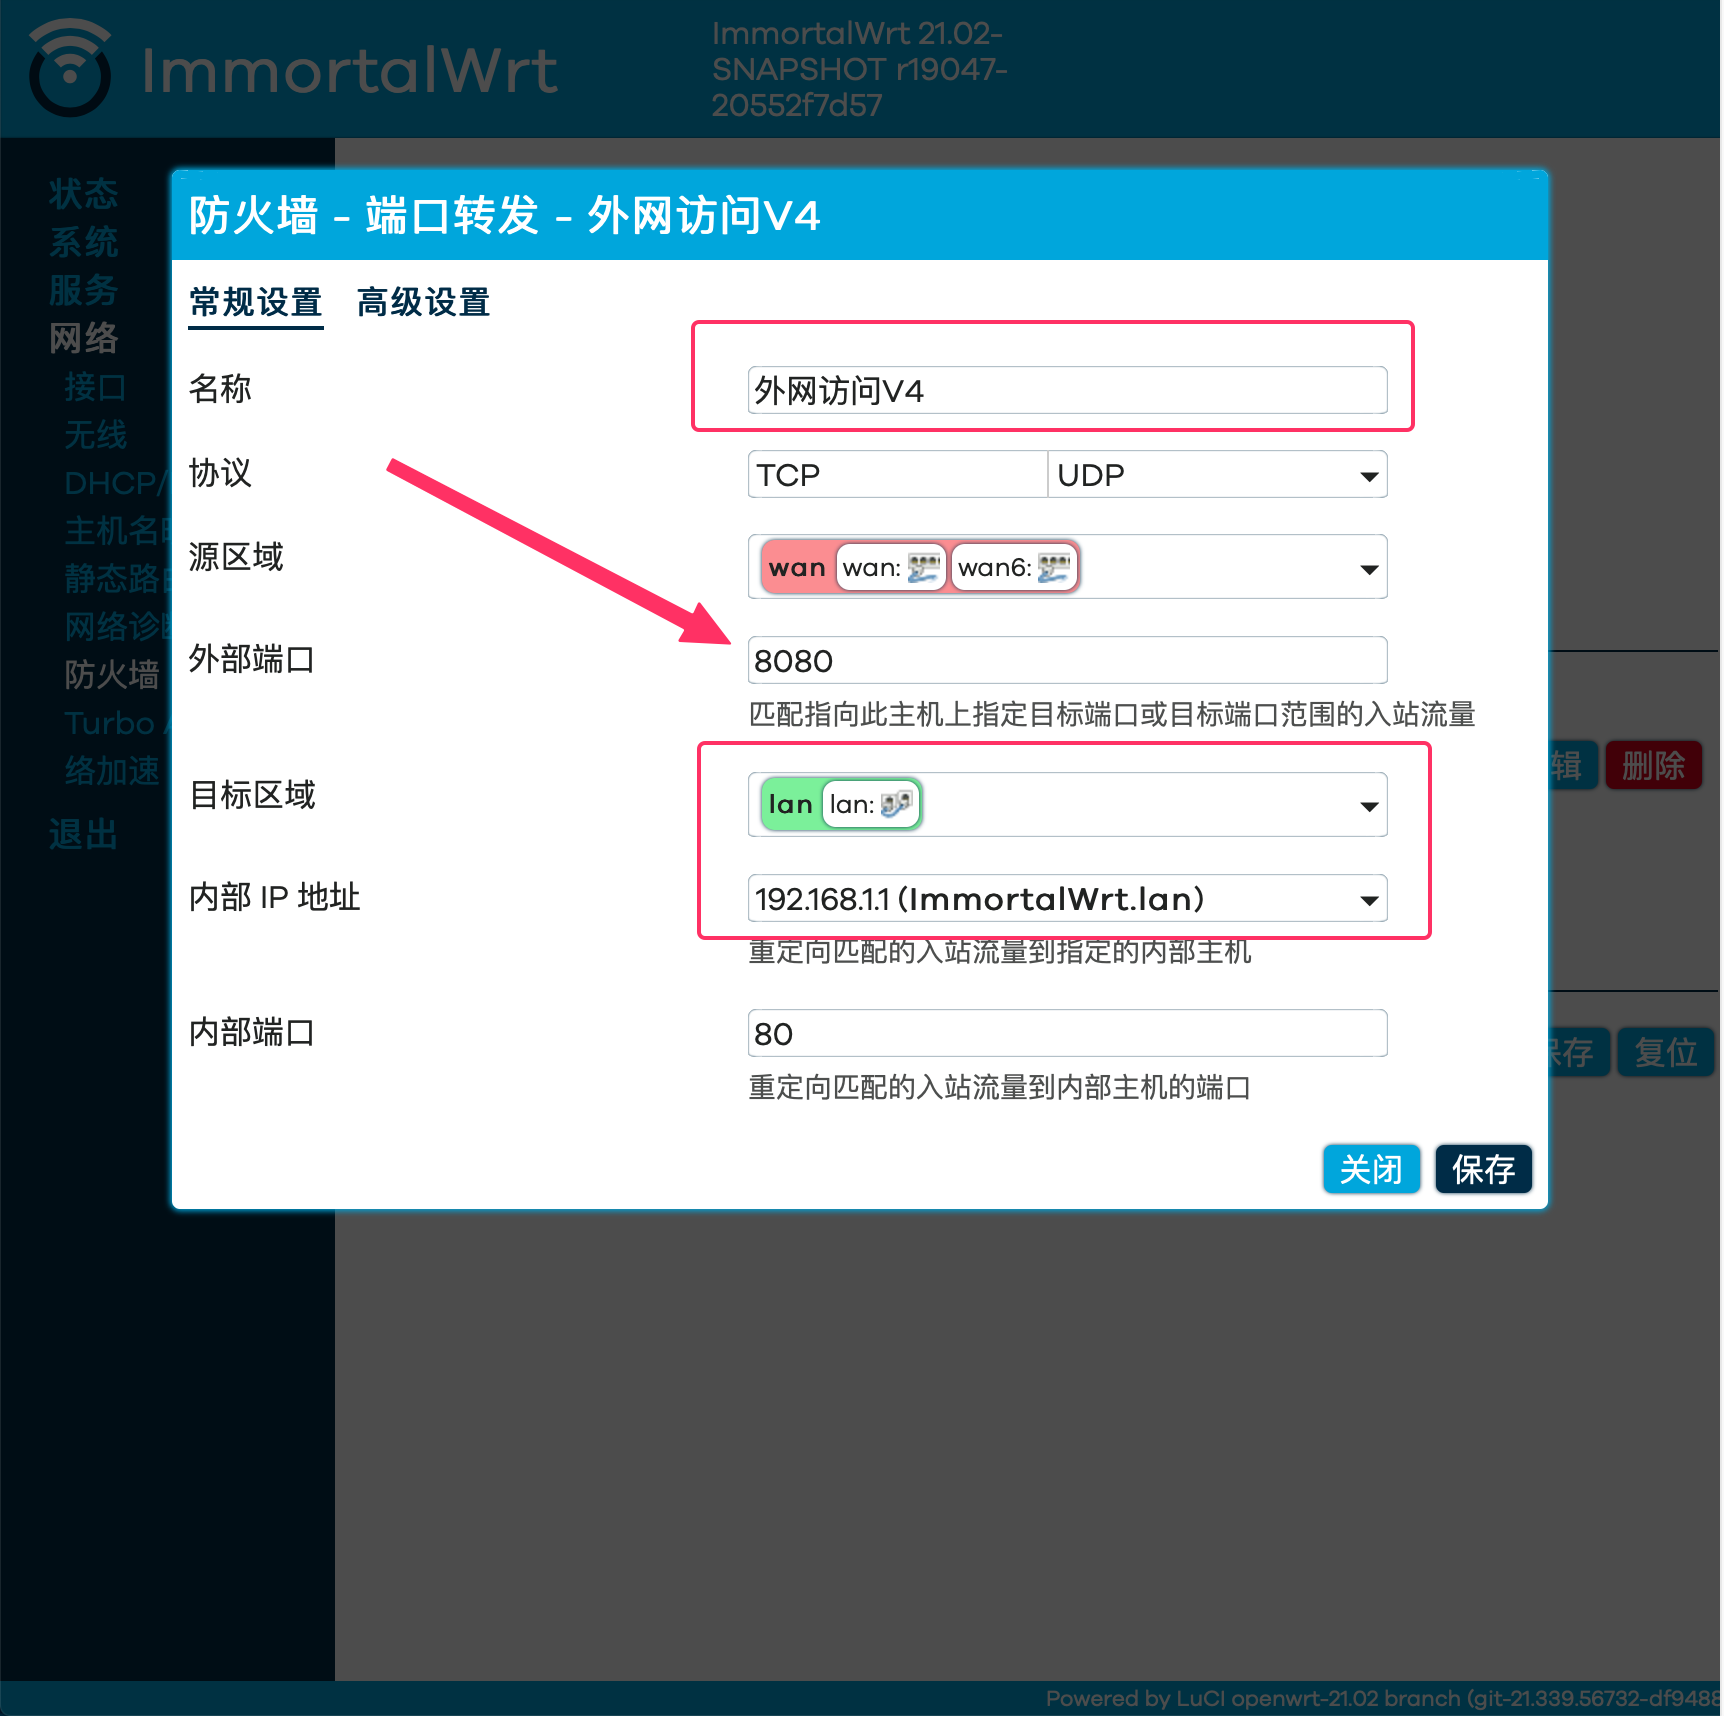 ImmortalWrt
ImmortalWrt 21.02-
SNAPSHOT r19047-
20552f7d57
状态
系统
服务
网络
接口
无线
DHCP/
主机名
静态路
网络诊
防火墙
Turbo
络加速
退出
防火墙 - 端口转发 - 外网访问V4
常规设置 高级设置
名称
外网访问V4
协议
TCP UDP
源区域
wan wan: wan6:
外部端口
8080
匹配指向此主机上指定目标端口或目标端口范围的入站流量
目标区域
lan lan:
内部 IP 地址
192.168.1.1 (ImmortalWrt.lan)
重定向匹配的入站流量到指定的内部主机
内部端口
80
重定向匹配的入站流量到内部主机的端口
关闭 保存
辑 删除
存 复位
Powered by LuCI openwrt-21.02 branch (git-21.339.56732-df9488